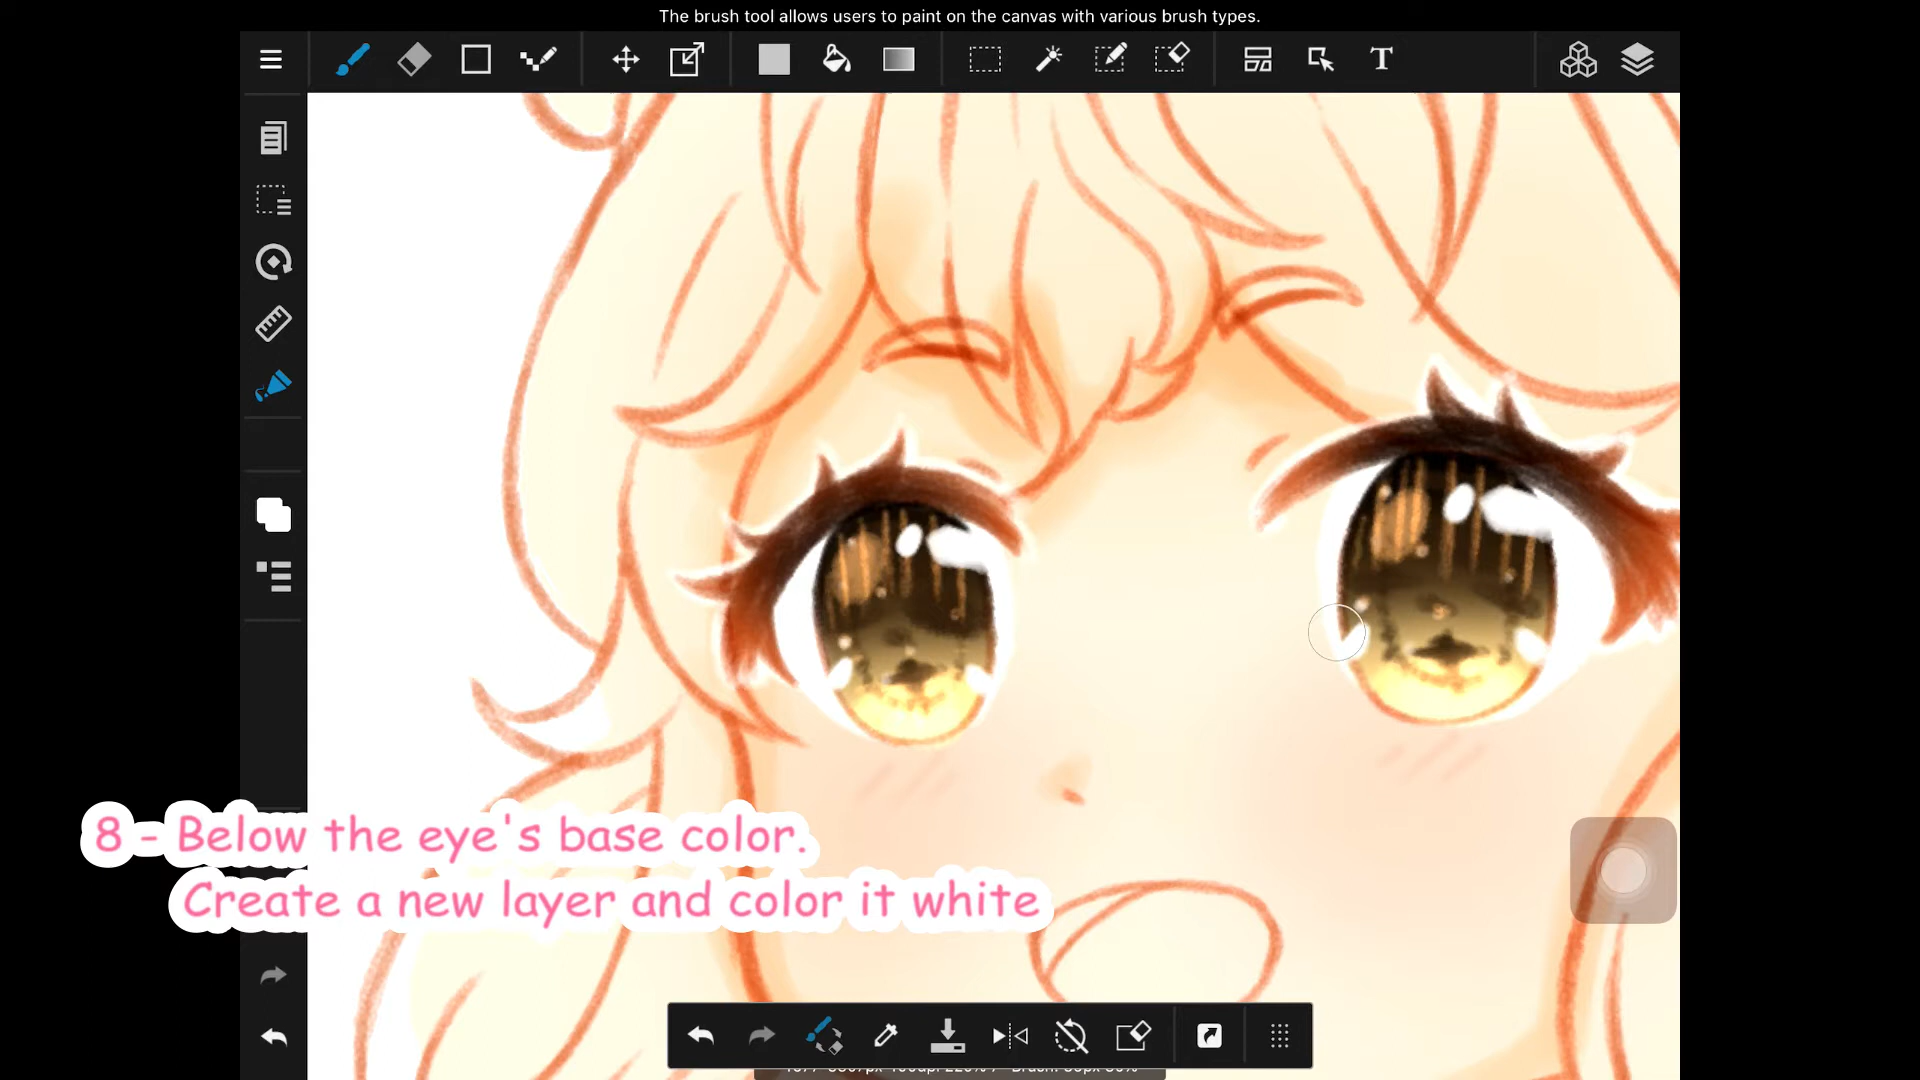 The brush tool allows users to paint on the canvas with various brush types.
T
8 - Below the eye's base color.
Create a new layer and color it white